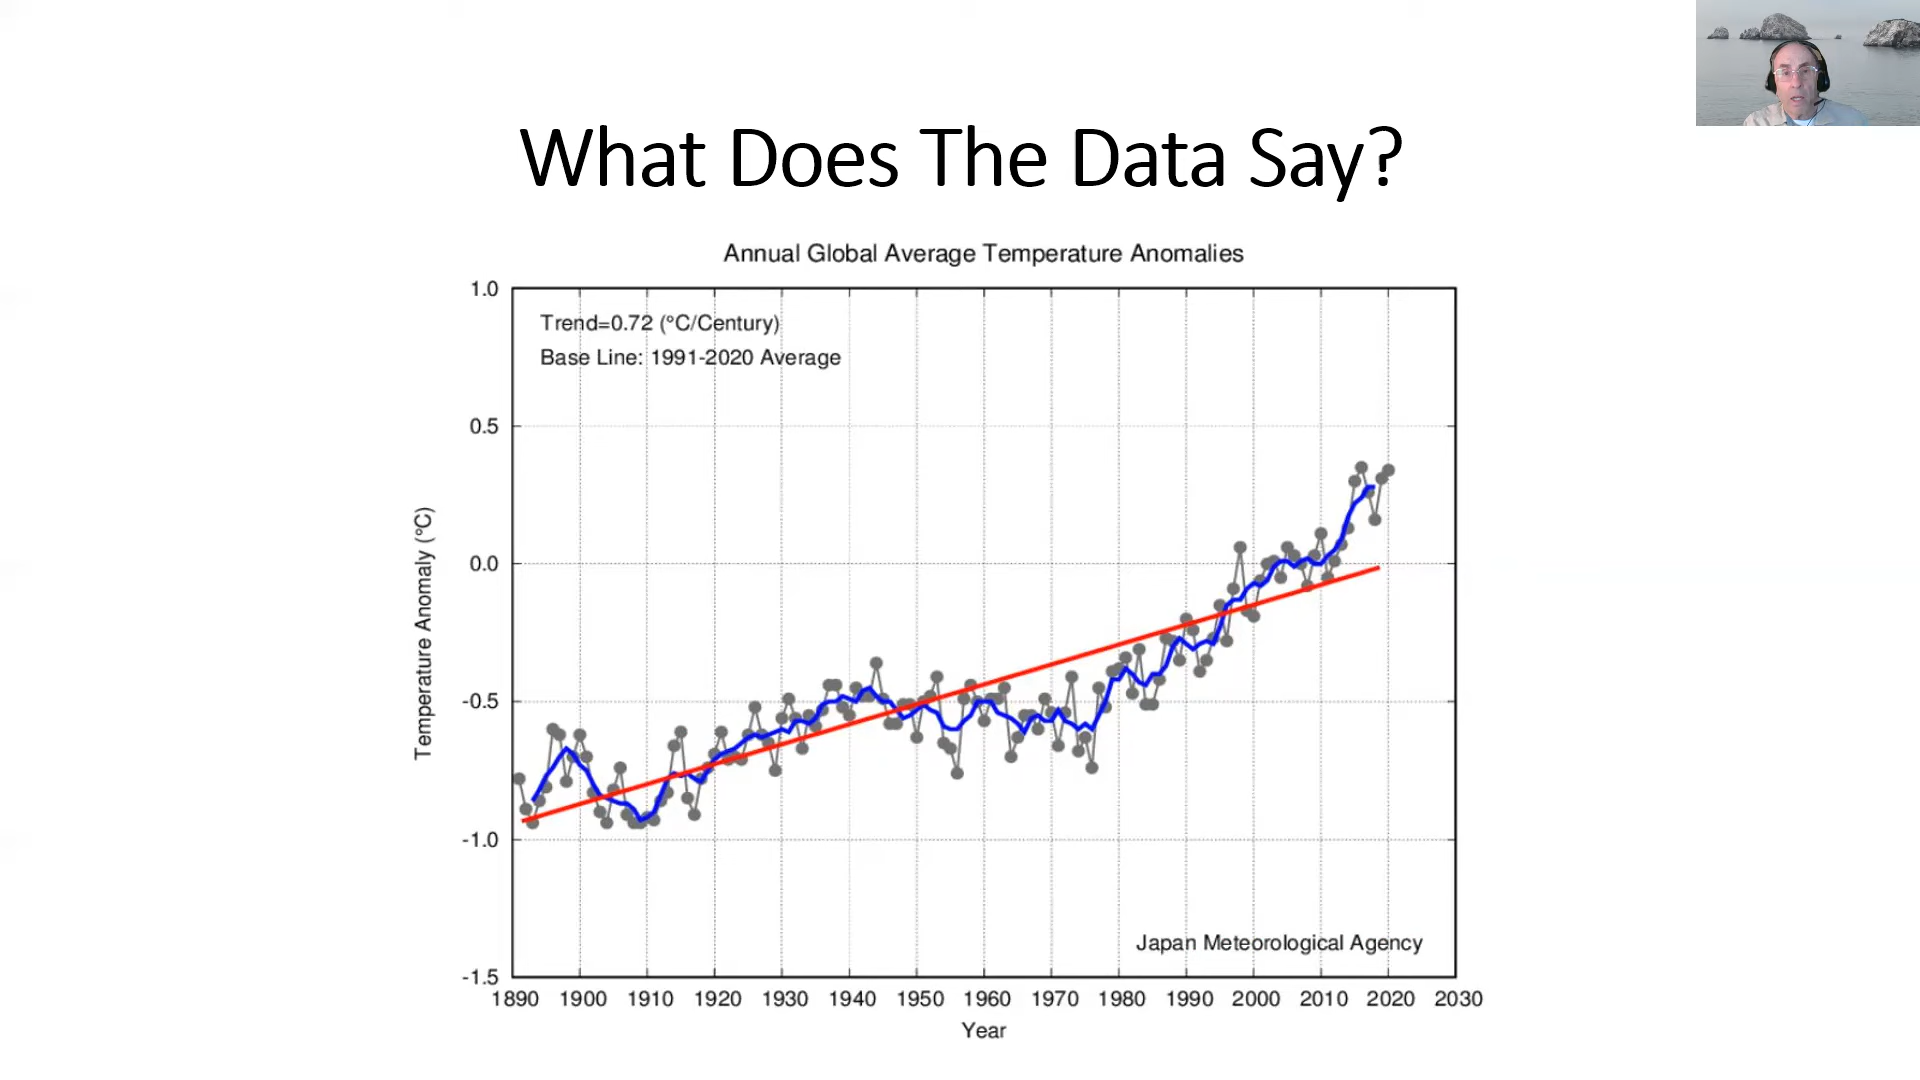 What Does The Data Say?
Annual Global Average Temperature Anomalies
Trend=0.72 (°C/Century)
Base Line: 1991-2020 Average
1.0
0.5
0.0
-0.5
-1.0
-1.5
Temperature Anomaly (°C)
Japan Meteorological Agency
1890 1900 1910 1920 1930 1940 1950 1960 1970 1980 1990 2000 2010 2020 2030
Year